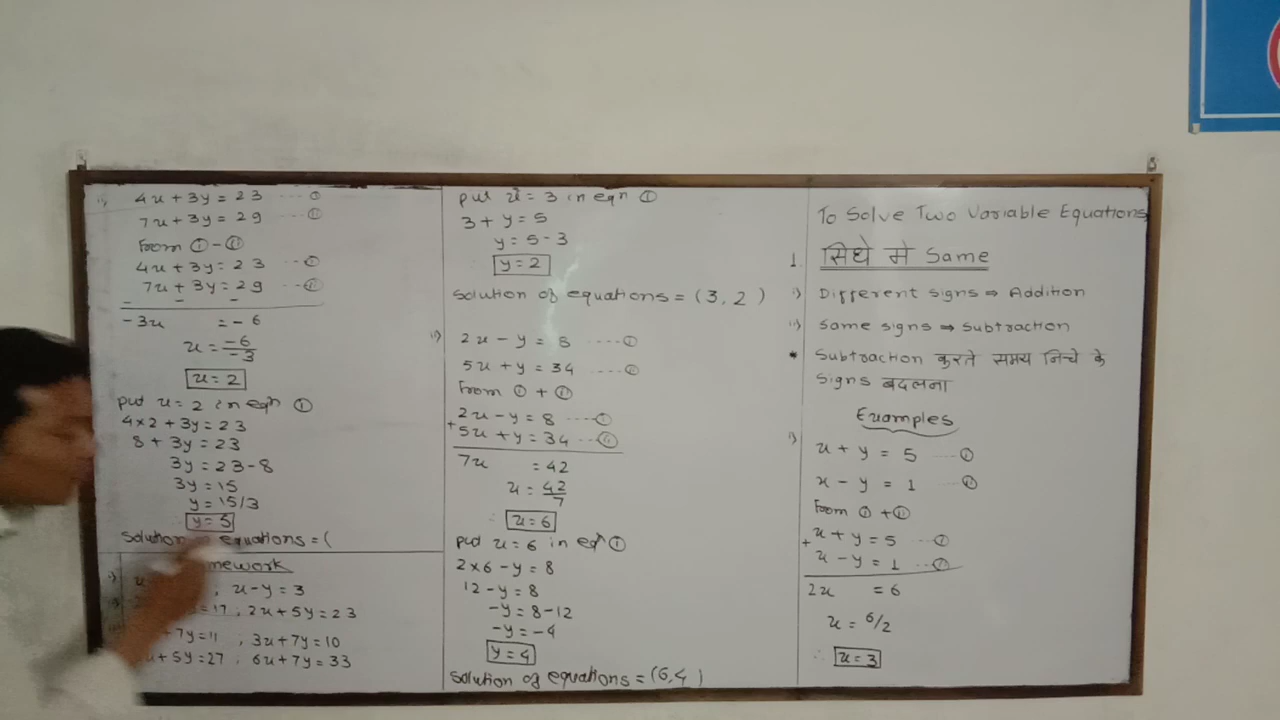 i) 4x + 3y = 23 ---- ①
7x + 3y = 29 ---- ②
From ① - ②
4x + 3y = 23 --- ①
7x + 3y = 29 --- ②
- - -
-3x = -6
x = -6/-3
x = 2
put x = 2 in eqn ①
4×2 + 3y = 23
8 + 3y = 23
3y = 23-8
3y = 15
y = 15/3
y = 5
Solution equations = (
mework
i) , x - y = 3
= 17, 2x + 5y = 23
+ 7y = 11 , 3x + 7y = 10
+ 5y = 27 , 6x + 7y = 33
put x = 3 in eqn ①
3 + y = 5
y = 5 - 3
y = 2
Solution of equations = (3, 2)
ii) 2x - y = 8 ---- ①
5x + y = 34 ---- ②
From ① + ②
2x - y = 8 ---- ①
+ 5x + y = 34 --- ②
7x = 42
x = 42/7
∴ x = 6
put x = 6 in eqn ①
2×6 - y = 8
12 - y = 8
-y = 8-12
-y = -4
y = 4
Solution of equations = (6,4)
To Solve Two Variable Equations
1. सिधे मे Same
i) Different signs ⇒ Addition
ii) Same signs ⇒ Subtraction
* Subtraction करते समय निचे के
Signs बदलना
Examples
i) x + y = 5 ---- ①
x - y = 1 ---- ②
From ① + ②
x + y = 5 --- ①
+ x - y = 1 --- ②
2x = 6
x = 6/2
∴ x = 3